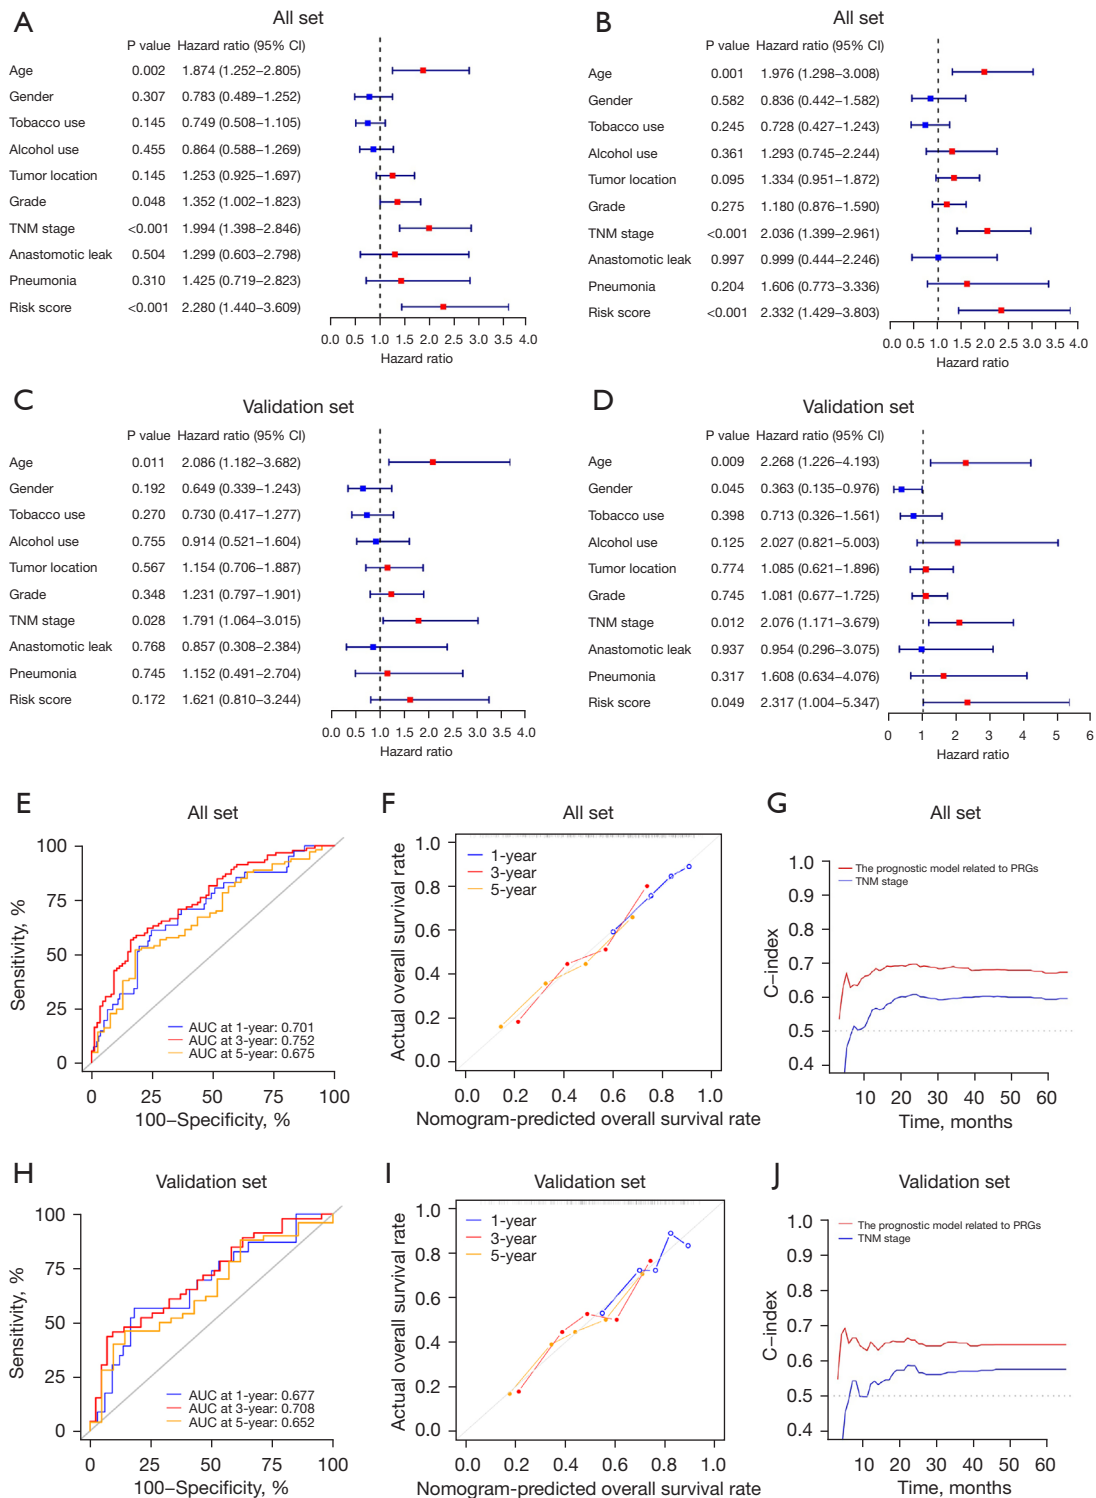 A
All set
P value Hazard ratio (95% CI)
Age 0.002 1.874 (1.252–2.805)
Gender 0.307 0.783 (0.489–1.252)
Tobacco use 0.145 0.749 (0.508–1.105)
Alcohol use 0.455 0.864 (0.588–1.269)
Tumor location 0.145 1.253 (0.925–1.697)
Grade 0.048 1.352 (1.002–1.823)
TNM stage <0.001 1.994 (1.398–2.846)
Anastomotic leak 0.504 1.299 (0.603–2.798)
Pneumonia 0.310 1.425 (0.719–2.823)
Risk score <0.001 2.280 (1.440–3.609)
0.0 0.5 1.0 1.5 2.0 2.5 3.0 3.5 4.0
Hazard ratio
B
All set
P value Hazard ratio (95% CI)
Age 0.001 1.976 (1.298–3.008)
Gender 0.582 0.836 (0.442–1.582)
Tobacco use 0.245 0.728 (0.427–1.243)
Alcohol use 0.361 1.293 (0.745–2.244)
Tumor location 0.095 1.334 (0.951–1.872)
Grade 0.275 1.180 (0.876–1.590)
TNM stage <0.001 2.036 (1.399–2.961)
Anastomotic leak 0.997 0.999 (0.444–2.246)
Pneumonia 0.204 1.606 (0.773–3.336)
Risk score <0.001 2.332 (1.429–3.803)
0.0 0.5 1.0 1.5 2.0 2.5 3.0 3.5 4.0
Hazard ratio
C
Validation set
P value Hazard ratio (95% CI)
Age 0.011 2.086 (1.182–3.682)
Gender 0.192 0.649 (0.339–1.243)
Tobacco use 0.270 0.730 (0.417–1.277)
Alcohol use 0.755 0.914 (0.521–1.604)
Tumor location 0.567 1.154 (0.706–1.887)
Grade 0.348 1.231 (0.797–1.901)
TNM stage 0.028 1.791 (1.064–3.015)
Anastomotic leak 0.768 0.857 (0.308–2.384)
Pneumonia 0.745 1.152 (0.491–2.704)
Risk score 0.172 1.621 (0.810–3.244)
0.0 0.5 1.0 1.5 2.0 2.5 3.0 3.5 4.0
Hazard ratio
D
Validation set
P value Hazard ratio (95% CI)
Age 0.009 2.268 (1.226–4.193)
Gender 0.045 0.363 (0.135–0.976)
Tobacco use 0.398 0.713 (0.326–1.561)
Alcohol use 0.125 2.027 (0.821–5.003)
Tumor location 0.774 1.085 (0.621–1.896)
Grade 0.745 1.081 (0.677–1.725)
TNM stage 0.012 2.076 (1.171–3.679)
Anastomotic leak 0.937 0.954 (0.296–3.075)
Pneumonia 0.317 1.608 (0.634–4.076)
Risk score 0.049 2.317 (1.004–5.347)
0 1 2 3 4 5 6
Hazard ratio
E
All set
Sensitivity, %
100
75
50
25
0
AUC at 1-year: 0.701
AUC at 3-year: 0.752
AUC at 5-year: 0.675
0 25 50 75 100
100–Specificity, %
F
All set
Actual overall survival rate
1.0
0.8
0.6
0.4
0.2
0.0
1-year
3-year
5-year
0.0 0.2 0.4 0.6 0.8 1.0
Nomogram-predicted overall survival rate
G
All set
C–index
1.0
0.9
0.8
0.7
0.6
0.5
0.4
The prognostic model related to PRGs
TNM stage
10 20 30 40 50 60
Time, months
H
Validation set
Sensitivity, %
100
75
50
25
0
AUC at 1-year: 0.677
AUC at 3-year: 0.708
AUC at 5-year: 0.652
0 25 50 75 100
100–Specificity, %
I
Validation set
Actual overall survival rate
1.0
0.8
0.6
0.4
0.2
0.0
1-year
3-year
5-year
0.0 0.2 0.4 0.6 0.8 1.0
Nomogram-predicted overall survival rate
J
Validation set
C–index
1.0
0.9
0.8
0.7
0.6
0.5
0.4
The prognostic model related to PRGs
TNM stage
10 20 30 40 50 60
Time, months